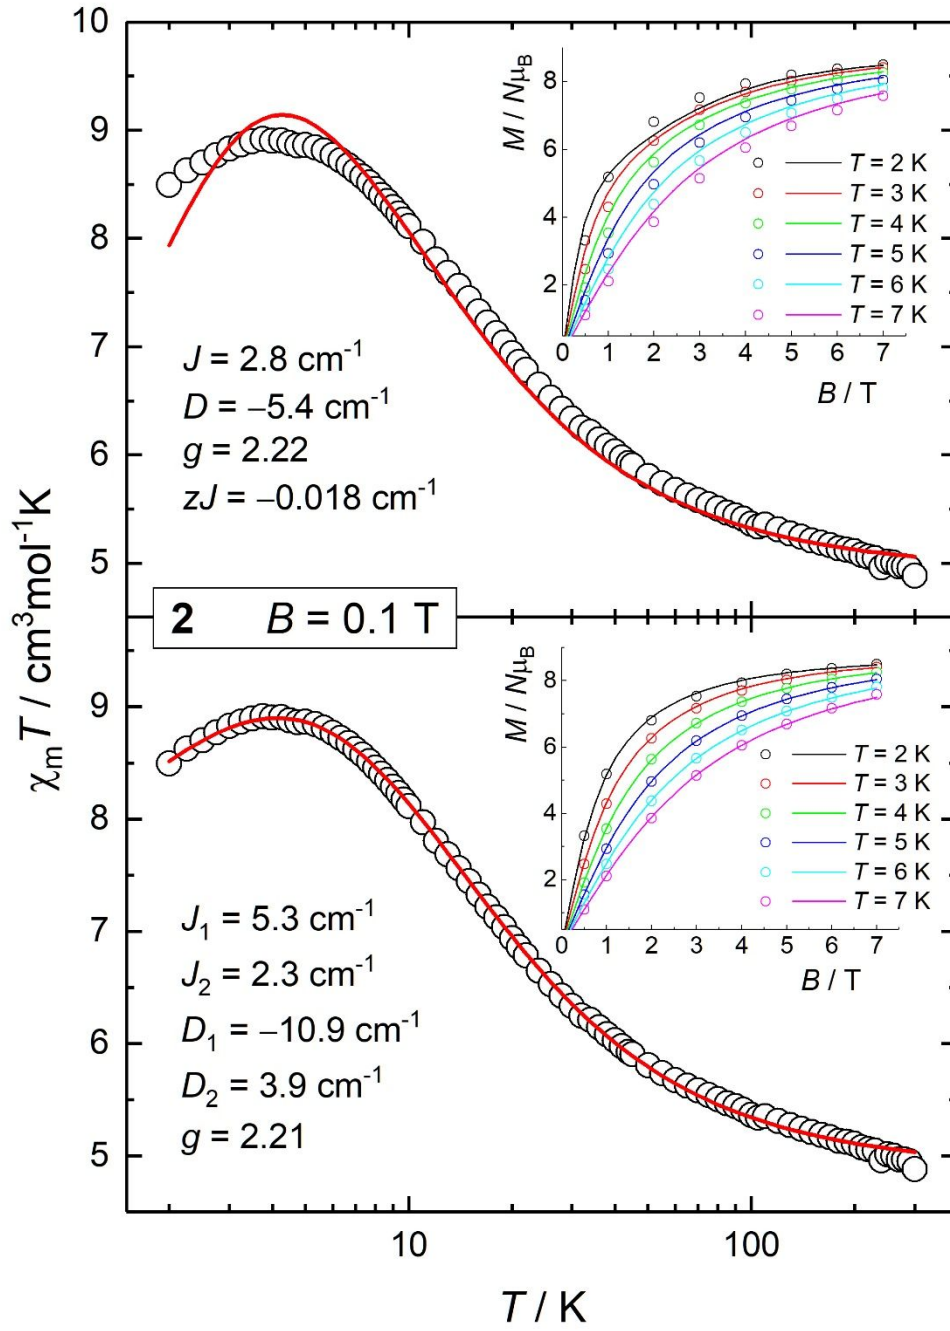 χₘT / cm³mol⁻¹K
10
9
8
7
6
5
J = 2.8 cm⁻¹
D = −5.4 cm⁻¹
g = 2.22
zJ = −0.018 cm⁻¹
M / Nμ_B
8
6
4
2
0 1 2 3 4 5 6 7
B / T
T = 2 K
T = 3 K
T = 4 K
T = 5 K
T = 6 K
T = 7 K
2 B = 0.1 T
9
8
7
6
5
J₁ = 5.3 cm⁻¹
J₂ = 2.3 cm⁻¹
D₁ = −10.9 cm⁻¹
D₂ = 3.9 cm⁻¹
g = 2.21
M / Nμ_B
8
6
4
2
0 1 2 3 4 5 6 7
B / T
T = 2 K
T = 3 K
T = 4 K
T = 5 K
T = 6 K
T = 7 K
10 100
T / K